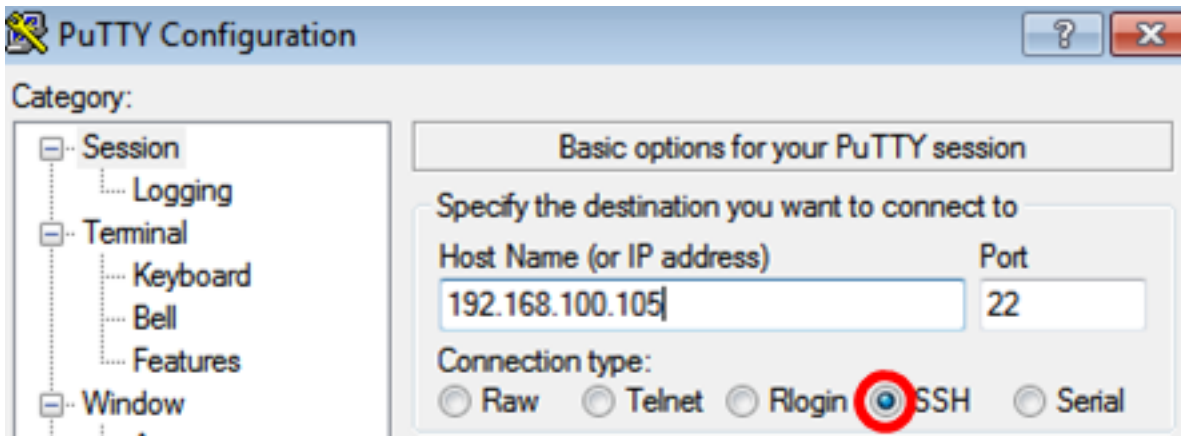 PuTTY Configuration
Category:
Session
Logging
Terminal
Keyboard
Bell
Features
Window
Basic options for your PuTTY session
Specify the destination you want to connect to
Host Name (or IP address) Port
192.168.100.105 22
Connection type:
Raw Telnet Rlogin SSH Serial